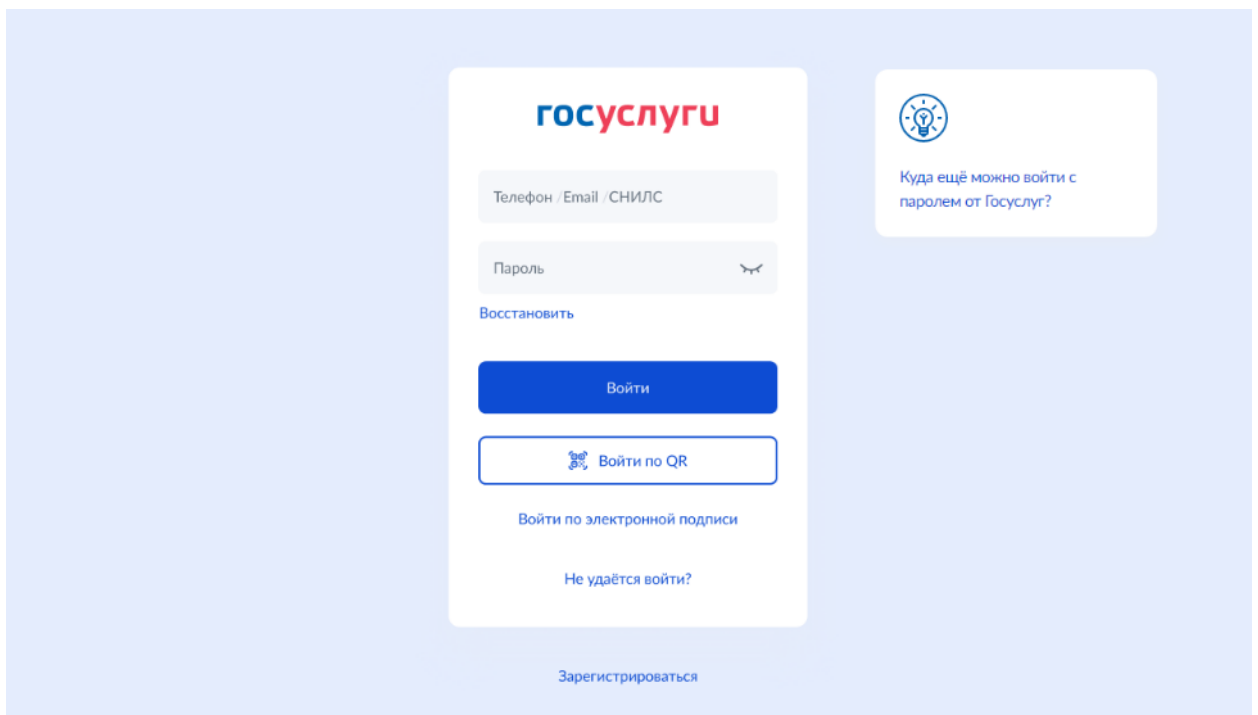 госуслуги
Телефон /Email /СНИЛС
Пароль
Восстановить
Войти
Войти по QR
Войти по электронной подписи
Не удаётся войти?
Зарегистрироваться
Куда ещё можно войти с
паролем от Госуслуг?